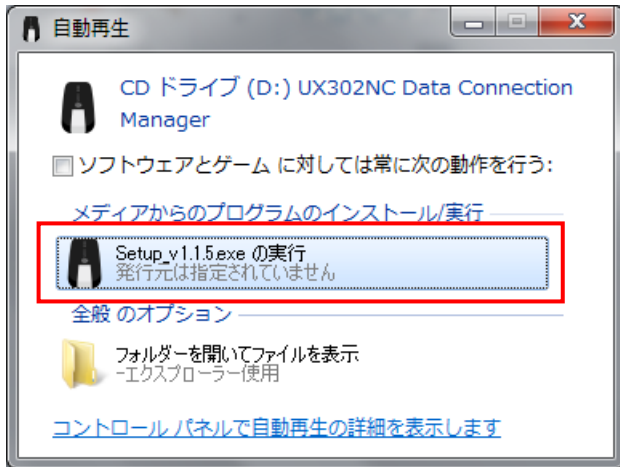 自動再生
CD ドライブ (D:) UX302NC Data Connection
Manager
ソフトウェアとゲーム に対しては常に次の動作を行う:
メディアからのプログラムのインストール/実行
Setup_v1.1.5.exe の実行
発行元は指定されていません
全般 のオプション
フォルダーを開いてファイルを表示
-エクスプローラー使用
コントロール パネルで自動再生の詳細を表示します